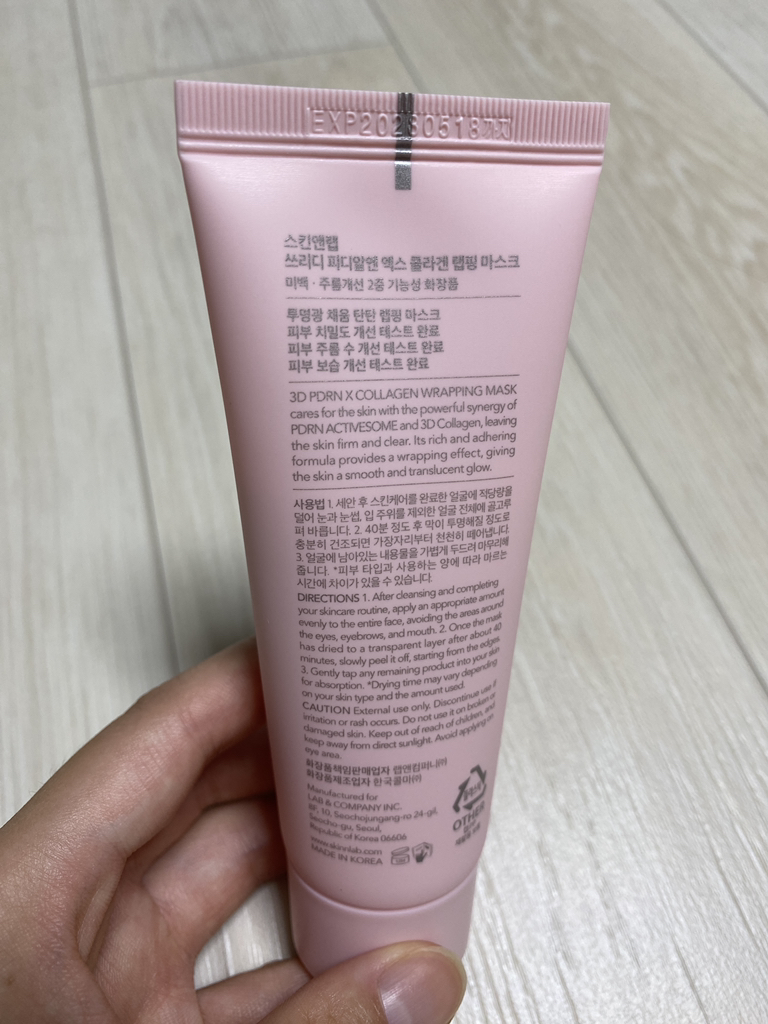 EXP20280518까지
스킨앤랩
쓰리디 피디알엔 엑스 콜라겐 랩핑 마스크
미백 · 주름개선 2중 기능성 화장품
투명광 채움 탄탄 랩핑 마스크
피부 치밀도 개선 테스트 완료
피부 주름 수 개선 테스트 완료
피부 보습 개선 테스트 완료
3D PDRN X COLLAGEN WRAPPING MASK
cares for the skin with the powerful synergy of
PDRN ACTIVESOME and 3D Collagen, leaving
the skin firm and clear. Its rich and adhering
formula provides a wrapping effect, giving
the skin a smooth and translucent glow.
사용법 1. 세안 후 스킨케어를 완료한 얼굴에 적당량을
덜어 눈과 눈썹, 입 주위를 제외한 얼굴 전체에 골고루
펴 바릅니다. 2. 40분 정도 후 막이 투명해질 정도로
충분히 건조되면 가장자리부터 천천히 떼어냅니다.
3. 얼굴에 남아있는 내용물을 가볍게 두드려 마무리해
줍니다. *피부 타입과 사용하는 양에 따라 마르는
시간에 차이가 있을 수 있습니다.
DIRECTIONS 1. After cleansing and completing
your skincare routine, apply an appropriate amount
evenly to the entire face, avoiding the areas around
the eyes, eyebrows, and mouth. 2. Once the mask
has dried to a transparent layer after about 40
minutes, slowly peel it off, starting from the edges.
3. Gently tap any remaining product into your skin
for absorption. *Drying time may vary depending
on your skin type and the amount used.
CAUTION External use only. Discontinue use if
irritation or rash occurs. Do not use it on broken or
damaged skin. Keep out of reach of children, and
keep away from direct sunlight. Avoid applying on
eye area.
화장품책임판매업자 랩앤컴퍼니㈜
화장품제조업자 한국콜마㈜
Manufactured for
LAB & COMPANY INC.
8F, 10, Seochojungang-ro 24-gil,
Seocho-gu, Seoul,
Republic of Korea 06606
www.skinnlab.com
MADE IN KOREA
OTHER